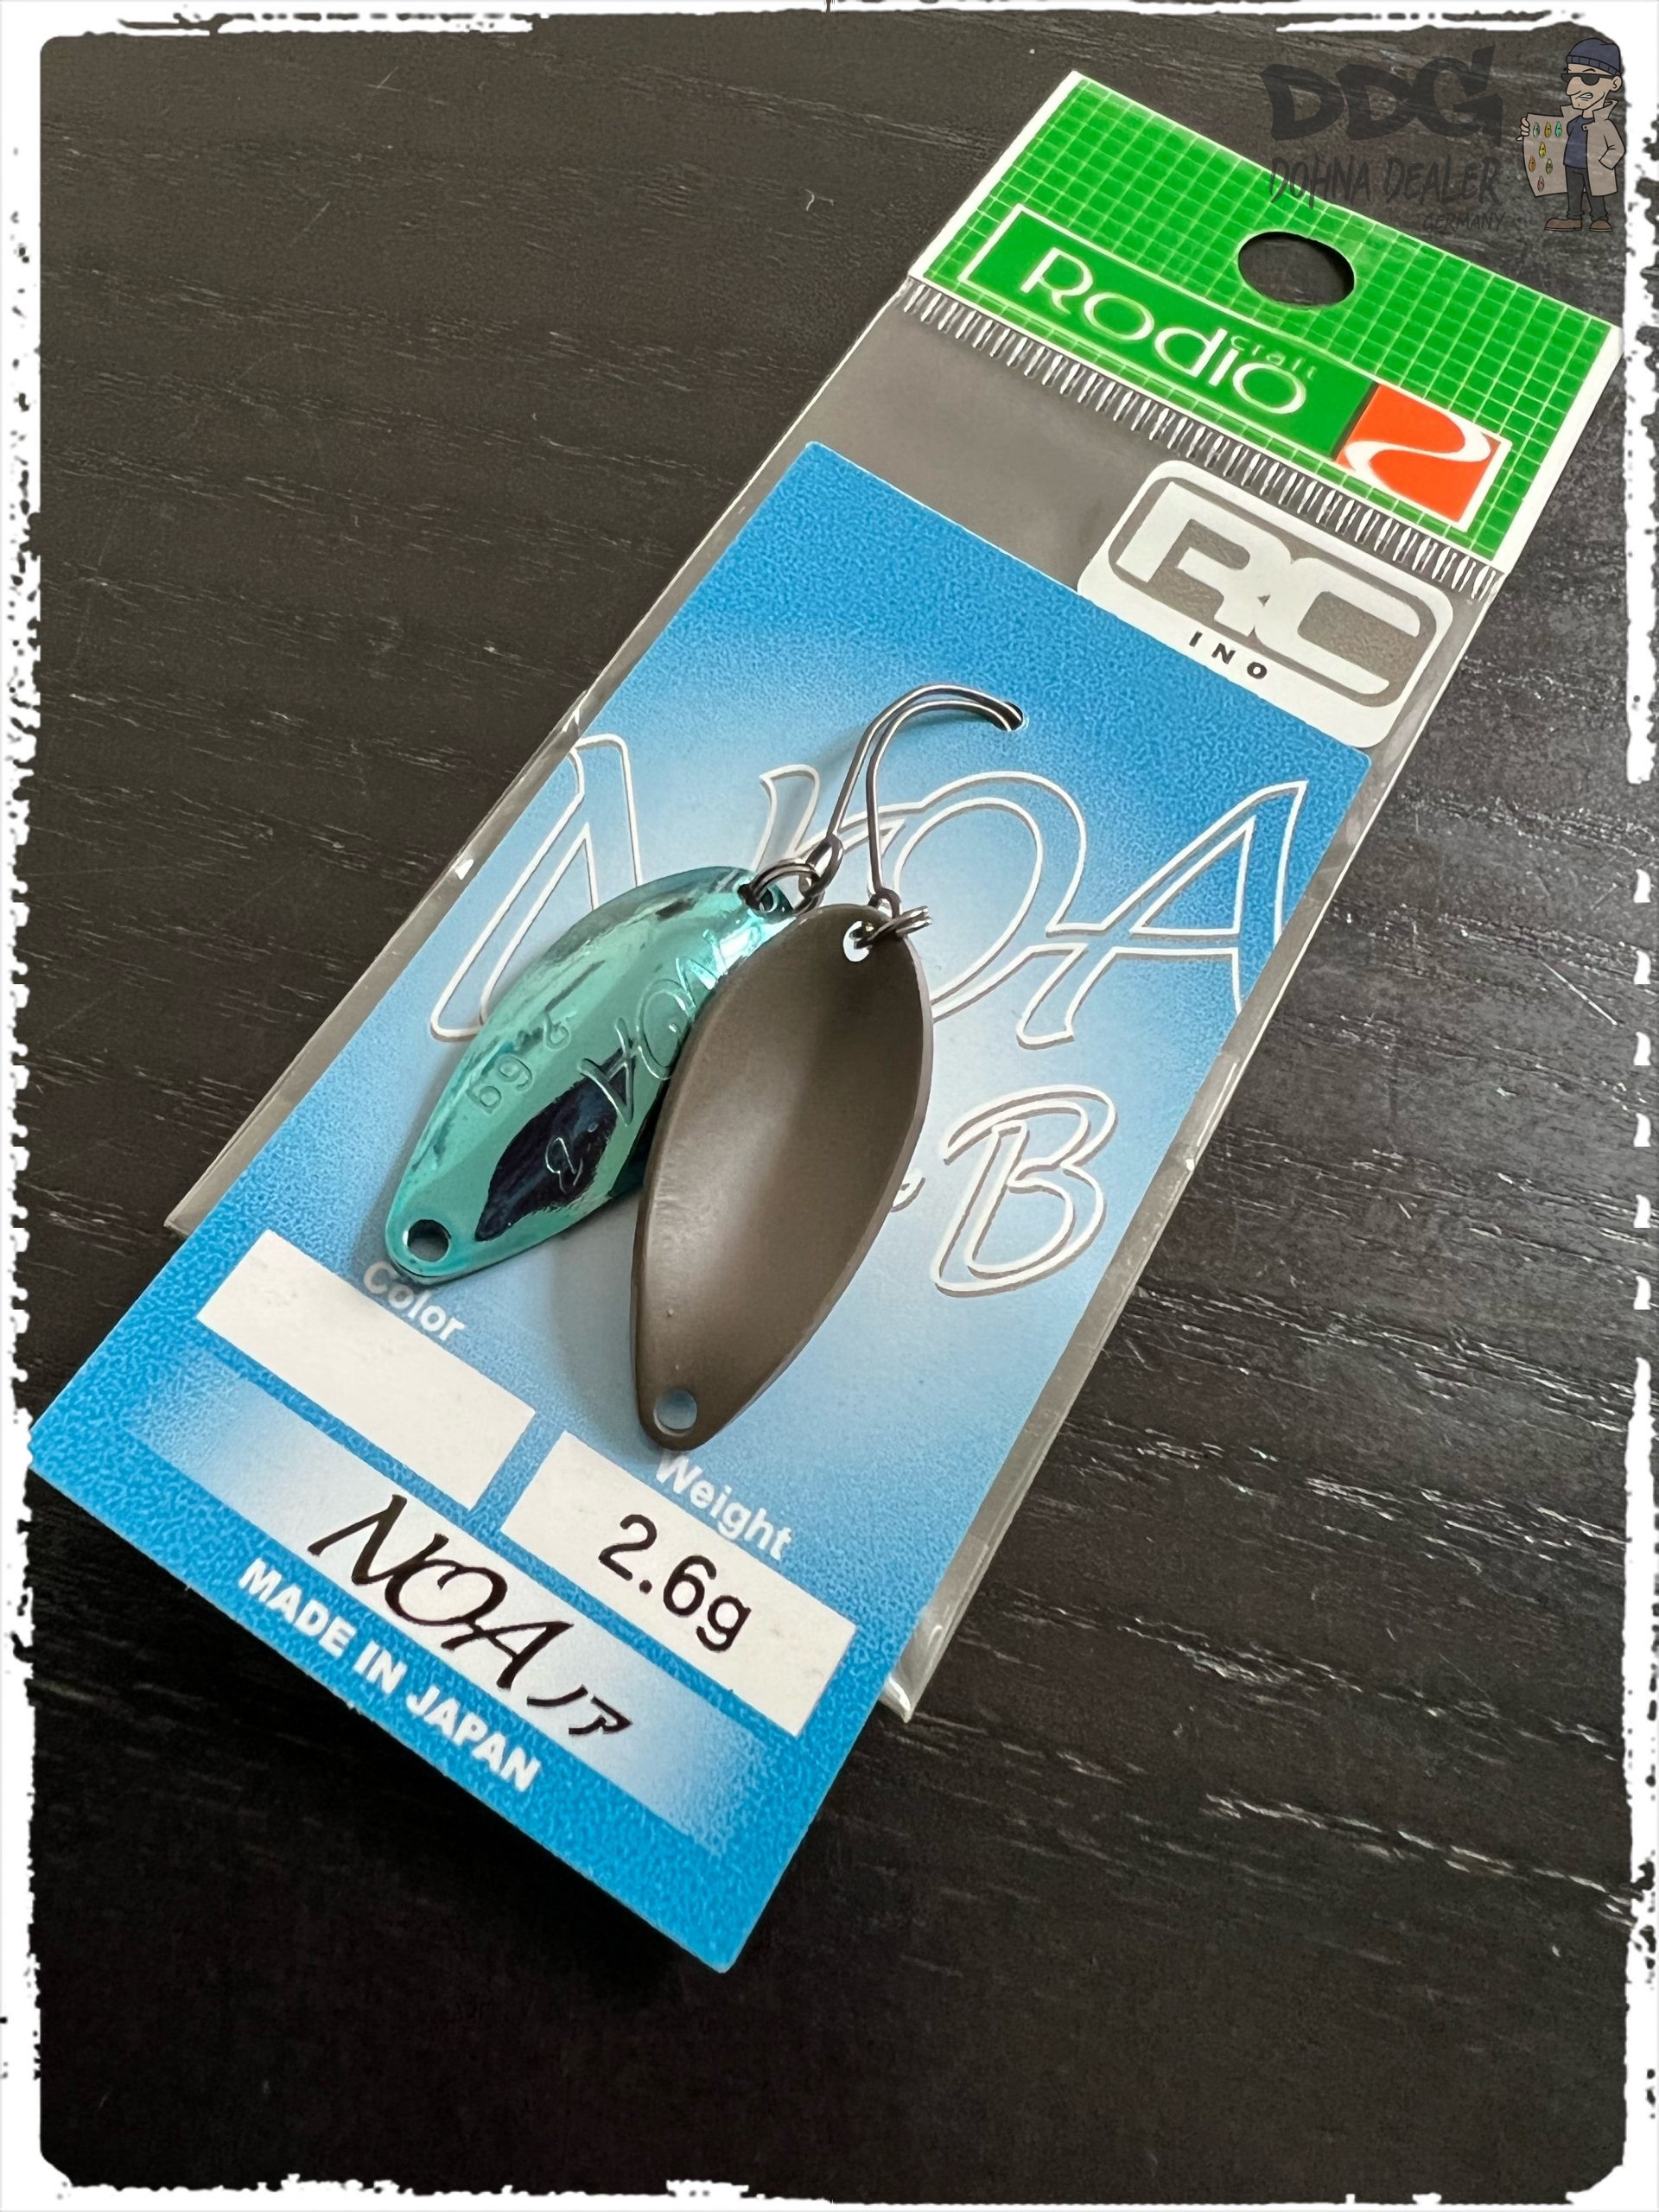 DDG
DOHNA DEALER
GERMANY
Rodio
craft
RC
INO
NOA
B
NOA
2.6g
B
Color
Weight
2.6g
NOA ノア
MADE IN JAPAN